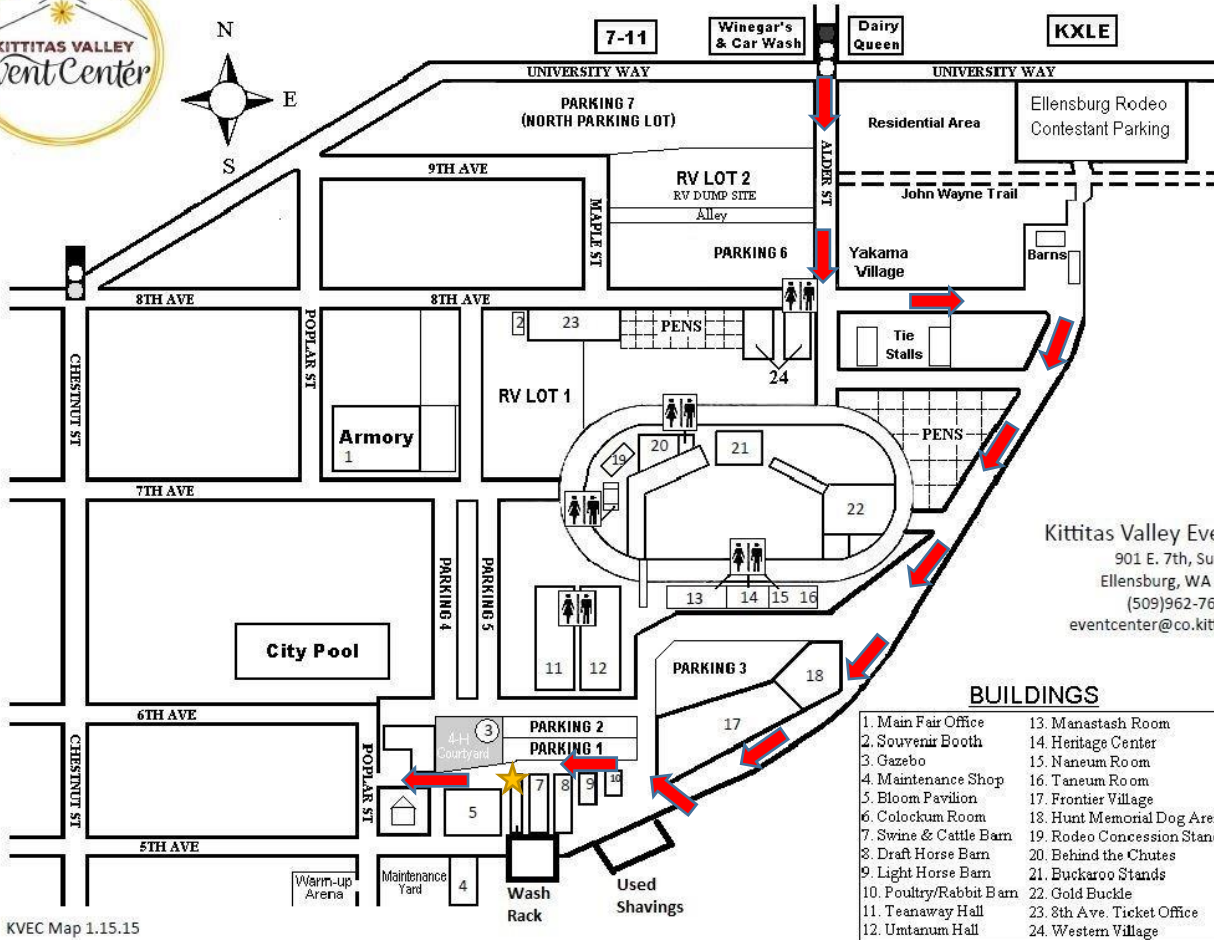 KITTITAS VALLEY
Event Center
N
E
S
7-11
Winegar's
& Car Wash
Dairy
Queen
KXLE
UNIVERSITY WAY
UNIVERSITY WAY
PARKING 7
(NORTH PARKING LOT)
Residential Area
Ellensburg Rodeo
Contestant Parking
ALDER ST
9TH AVE
RV LOT 2
RV DUMP SITE
Alley
John Wayne Trail
MAPLE ST
PARKING 6
Yakama
Village
Barns
8TH AVE
8TH AVE
POPLAR ST
2
23
PENS
24
Tie
Stalls
CHESTNUT ST
RV LOT 1
Armory
1
PENS
19
20
21
22
7TH AVE
PARKING 4
PARKING 5
13
14
15
16
11
12
City Pool
PARKING 3
18
17
6TH AVE
4-H
Courtyard
3
PARKING 2
PARKING 1
CHESTNUT ST
POPLAR ST
5
7
8
9
10
5TH AVE
Warm-up
Arena
Maintenance
Yard
4
Wash
Rack
Used
Shavings
Kittitas Valley Eve
901 E. 7th, Su
Ellensburg, WA
(509)962-76
eventcenter@co.kitt
BUILDINGS
1. Main Fair Office
2. Souvenir Booth
3. Gazebo
4. Maintenance Shop
5. Bloom Pavilion
6. Colockum Room
7. Swine & Cattle Barn
8. Draft Horse Barn
9. Light Horse Barn
10. Poultry/Rabbit Barn
11. Teanaway Hall
12. Umtanum Hall
13. Manastash Room
14. Heritage Center
15. Naneum Room
16. Taneum Room
17. Frontier Village
18. Hunt Memorial Dog Are
19. Rodeo Concession Stan
20. Behind the Chutes
21. Buckaroo Stands
22. Gold Buckle
23. 8th Ave. Ticket Office
24. Western Village
KVEC Map 1.15.15